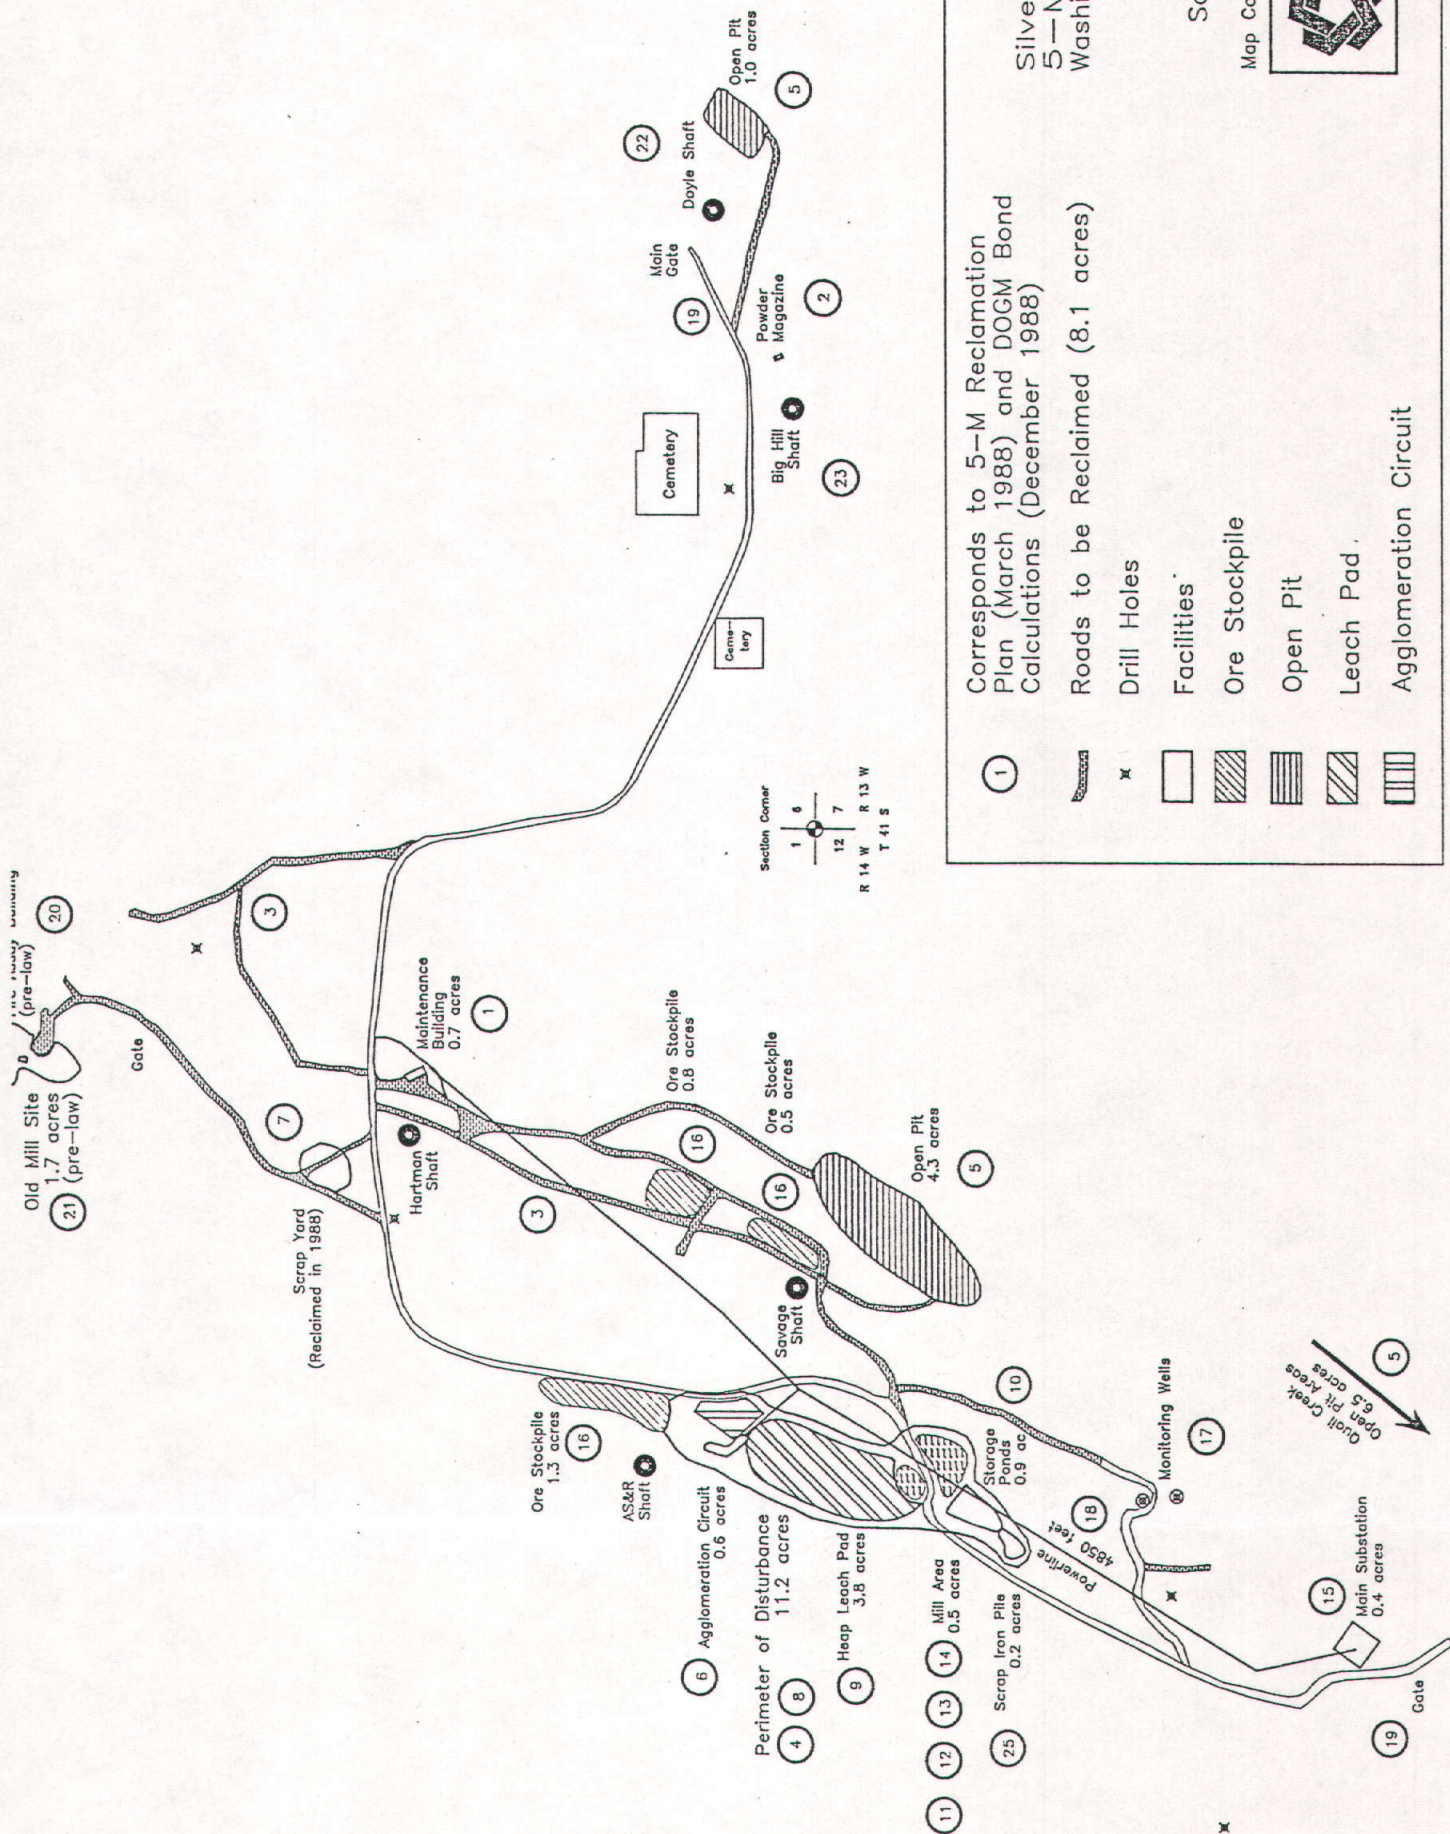 Old Mill Site
1.7 acres
21 (pre-law)
(pre-law)
20
Gate
7
3
Scrap Yard
(Reclaimed in 1988)
Hartman
Shaft
Maintenance
Building
0.7 acres
1
3
Ore Stockpile
0.8 acres
16
Ore Stockpile
0.5 acres
16
Open Pit
4.3 acres
5
Savage
Shaft
Ore Stockpile
1.3 acres
16
AS&R
Shaft
6 Agglomeration Circuit
0.6 acres
Perimeter of Disturbance
11.2 acres
4 8
9 Heap Leach Pad
3.8 acres
11 12 13 14 Mill Area
0.5 acres
25 Scrap Iron Pile
0.2 acres
Storage
Ponds
0.9 ac
10
Powerline
4850 feet
18
Monitoring Wells
17
Quail Creek
Open Pit Areas
6.5 acres
5
15 Main Substation
0.4 acres
19 Gate
Section Corner
1 6
12 7
R 14 W R 13 W
T 41 S
Ceme-
tery
Cemetery
Big Hill
Shaft
23
Powder
Magazine
2
19
Main
Gate
Doyle Shaft
22
Open Pit
1.0 acres
5
1 Corresponds to 5-M Reclamation
Plan (March 1988) and DOGM Bond
Calculations (December 1988)
Roads to be Reclaimed (8.1 acres)
Drill Holes
Facilities
Ore Stockpile
Open Pit
Leach Pad
Agglomeration Circuit
Silve
5-M
Washi
Sc
Map Co